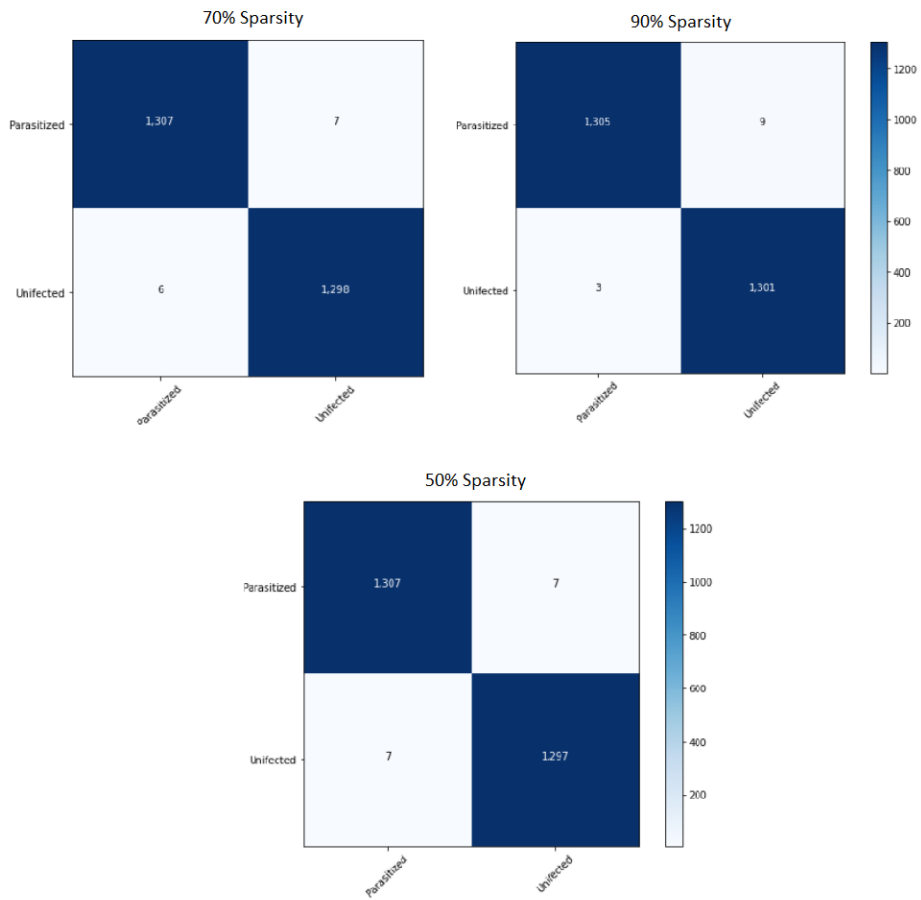 70% Sparsity
Parasitized
1,307
7
Unifected
6
1,298
Parasitized
Unifected
90% Sparsity
Parasitized
1,305
9
Unifected
3
1,301
Parasitized
Unifected
1200
1000
800
600
400
200
50% Sparsity
Parasitized
1,307
7
Unifected
7
1,297
Parasitized
Unifected
1200
1000
800
600
400
200